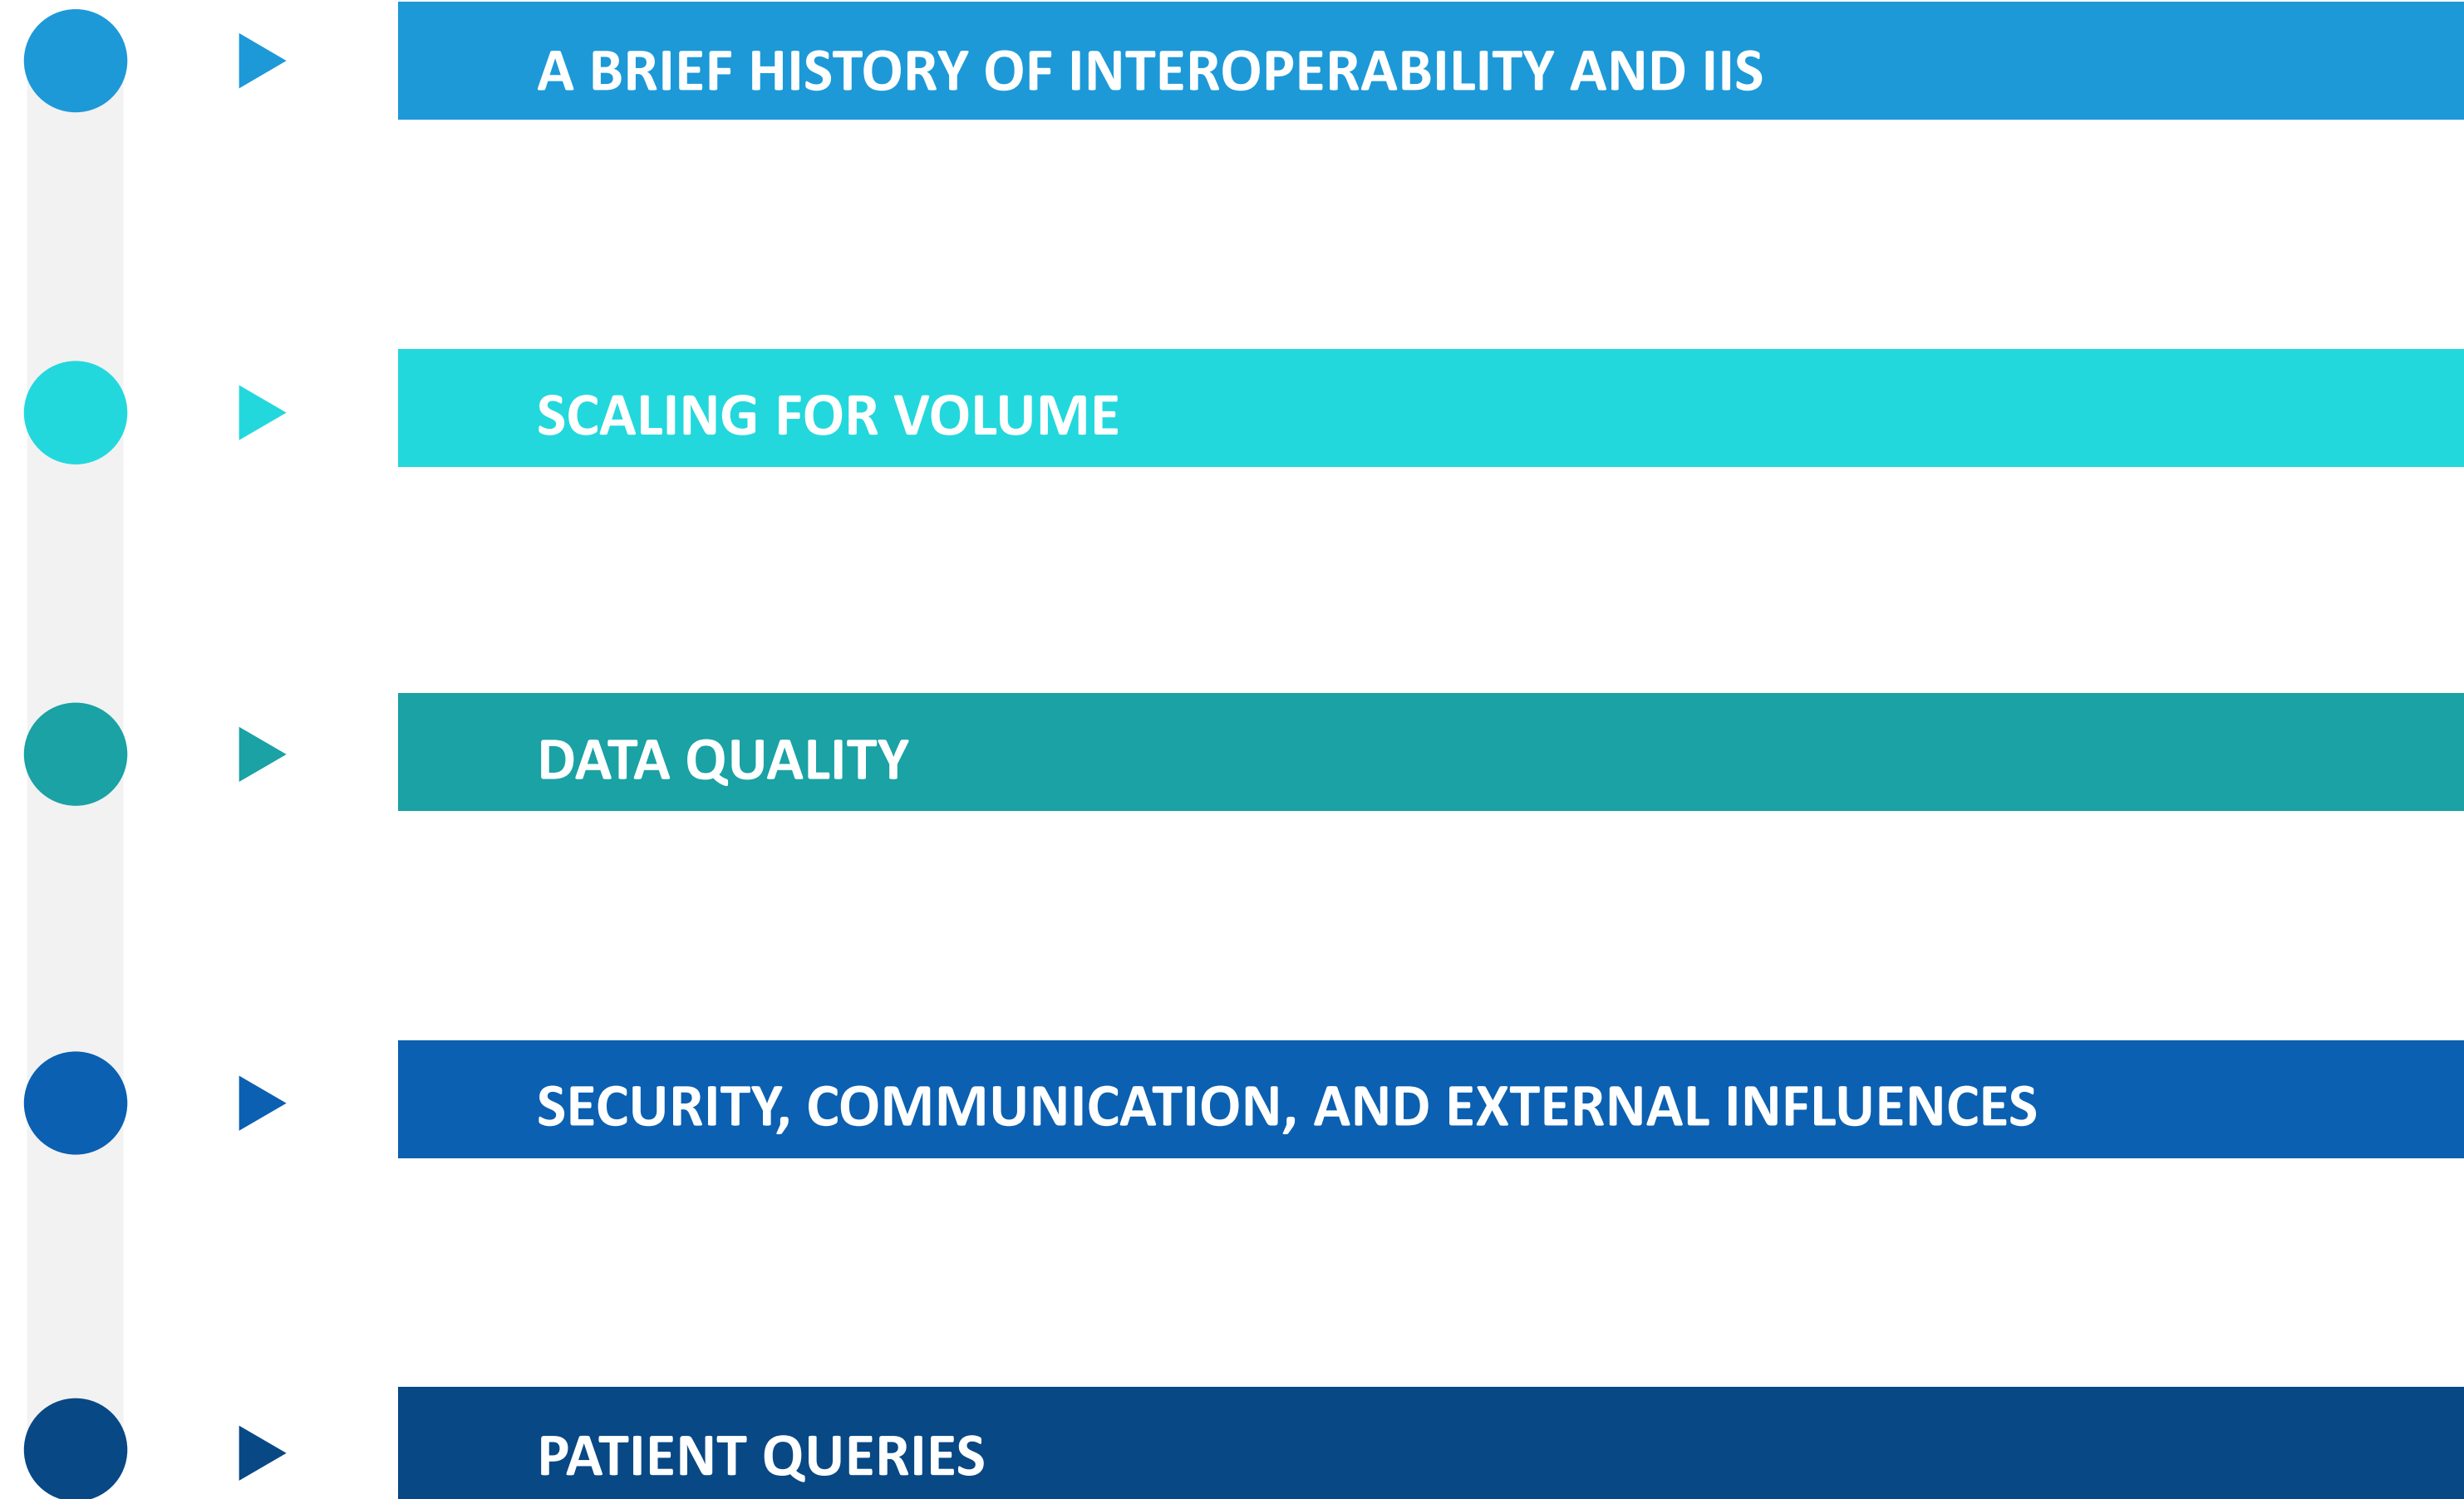 A BRIEF HISTORY OF INTEROPERABILITY AND IIS
SCALING FOR VOLUME
DATA QUALITY
SECURITY, COMMUNICATION, AND EXTERNAL INFLUENCES
PATIENT QUERIES